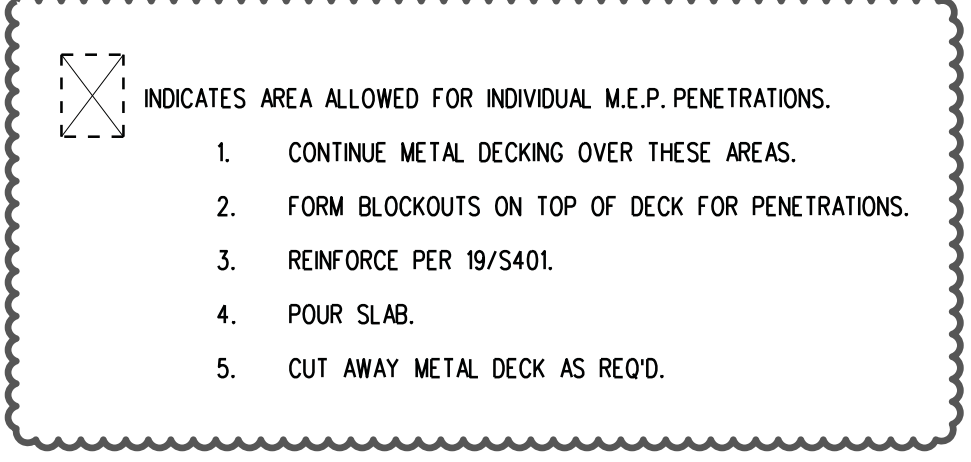 INDICATES AREA ALLOWED FOR INDIVIDUAL M.E.P. PENETRATIONS.
1. CONTINUE METAL DECKING OVER THESE AREAS.
2. FORM BLOCKOUTS ON TOP OF DECK FOR PENETRATIONS.
3. REINFORCE PER 19/S401.
4. POUR SLAB.
5. CUT AWAY METAL DECK AS REQ'D.